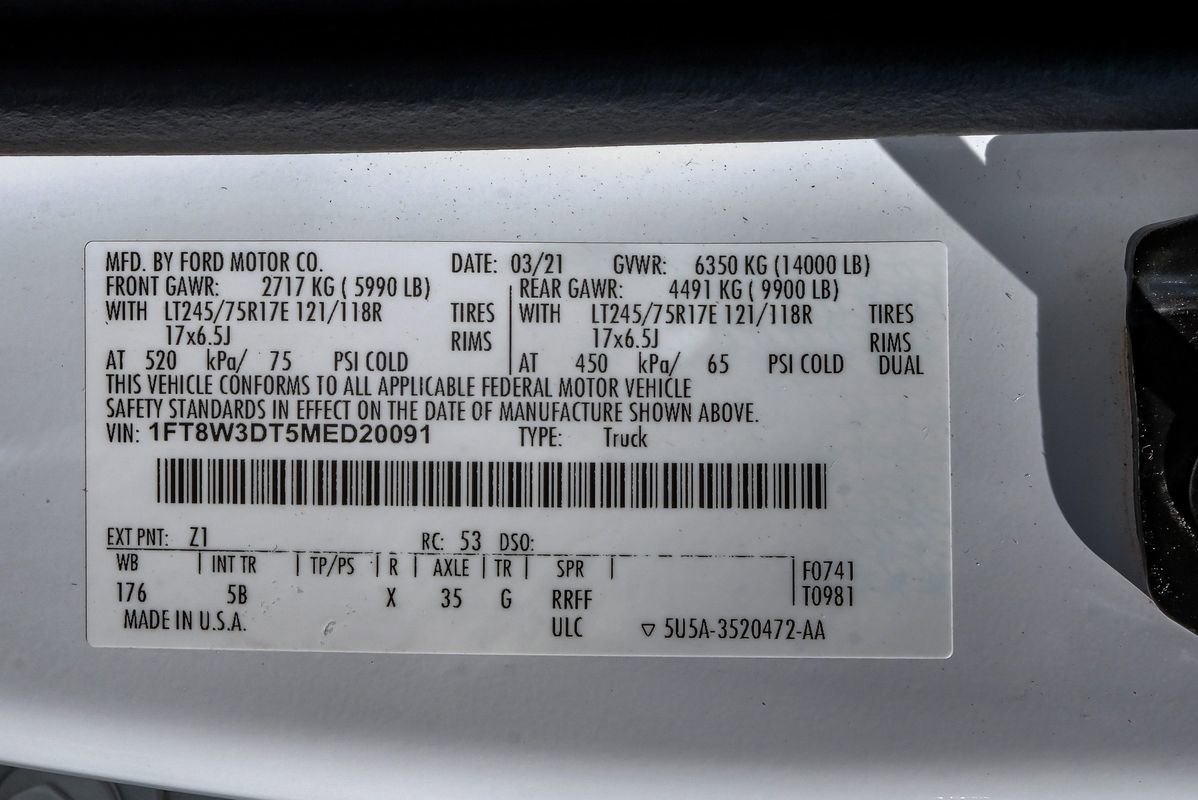 MFD. BY FORD MOTOR CO. DATE: 03/21 GVWR: 6350 KG (14000 LB)
FRONT GAWR: 2717 KG ( 5990 LB) REAR GAWR: 4491 KG ( 9900 LB)
WITH LT245/75R17E 121/118R TIRES WITH LT245/75R17E 121/118R TIRES
17x6.5J RIMS 17x6.5J RIMS
AT 520 kPa/ 75 PSI COLD AT 450 kPa/ 65 PSI COLD DUAL
THIS VEHICLE CONFORMS TO ALL APPLICABLE FEDERAL MOTOR VEHICLE
SAFETY STANDARDS IN EFFECT ON THE DATE OF MANUFACTURE SHOWN ABOVE.
VIN: 1FT8W3DT5MED20091 TYPE: Truck
EXT PNT: Z1 RC: 53 DSO:
WB INT TR TP/PS R AXLE TR SPR F0741
176 5B X 35 G RRFF T0981
MADE IN U.S.A. ULC ▽ 5U5A-3520472-AA